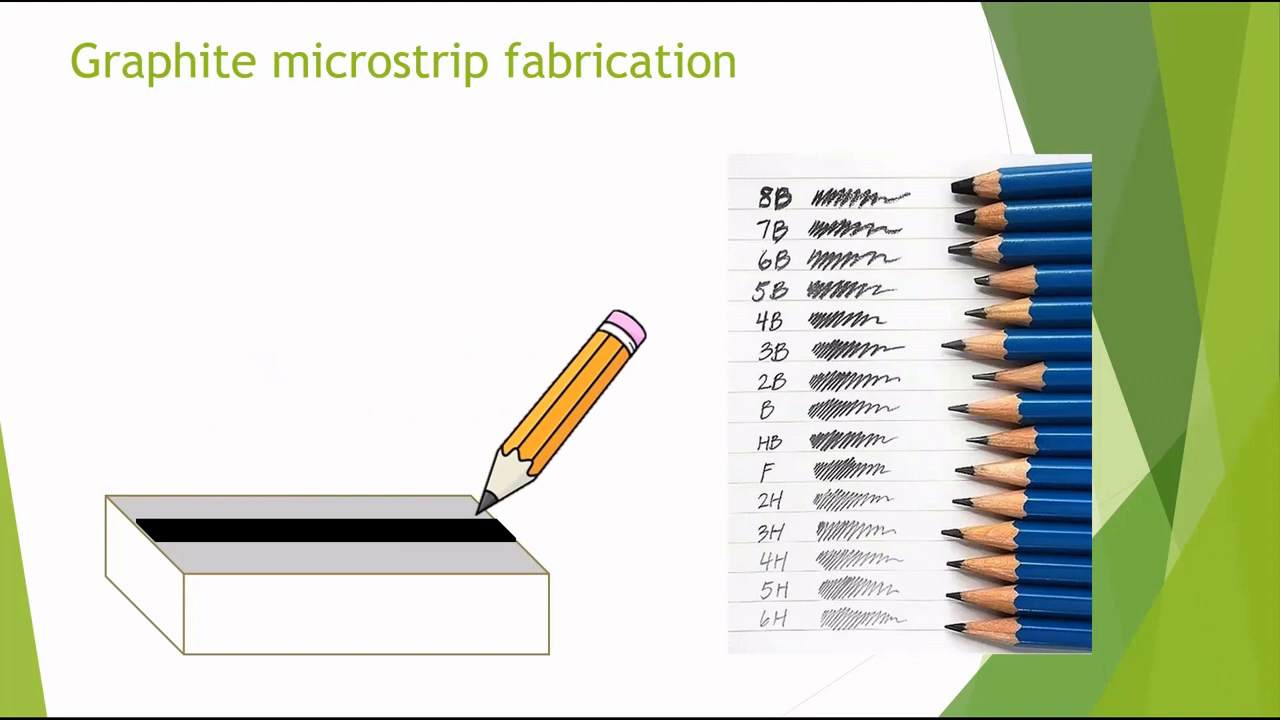 Graphite microstrip fabrication
8B
7B
6B
5B
4B
3B
2B
B
HB
F
2H
3H
4H
5H
6H